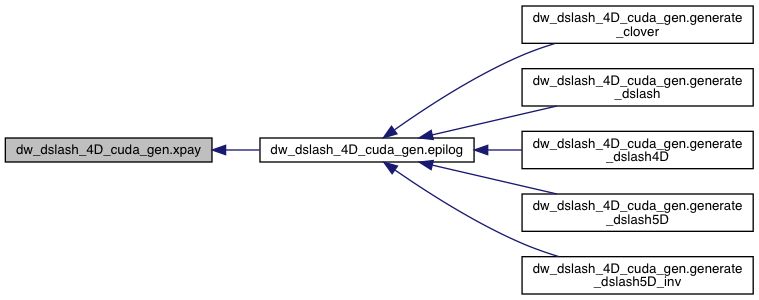 dw_dslash_4D_cuda_gen.xpay
dw_dslash_4D_cuda_gen.epilog
dw_dslash_4D_cuda_gen.generate
_clover
dw_dslash_4D_cuda_gen.generate
_dslash
dw_dslash_4D_cuda_gen.generate
_dslash4D
dw_dslash_4D_cuda_gen.generate
_dslash5D
dw_dslash_4D_cuda_gen.generate
_dslash5D_inv